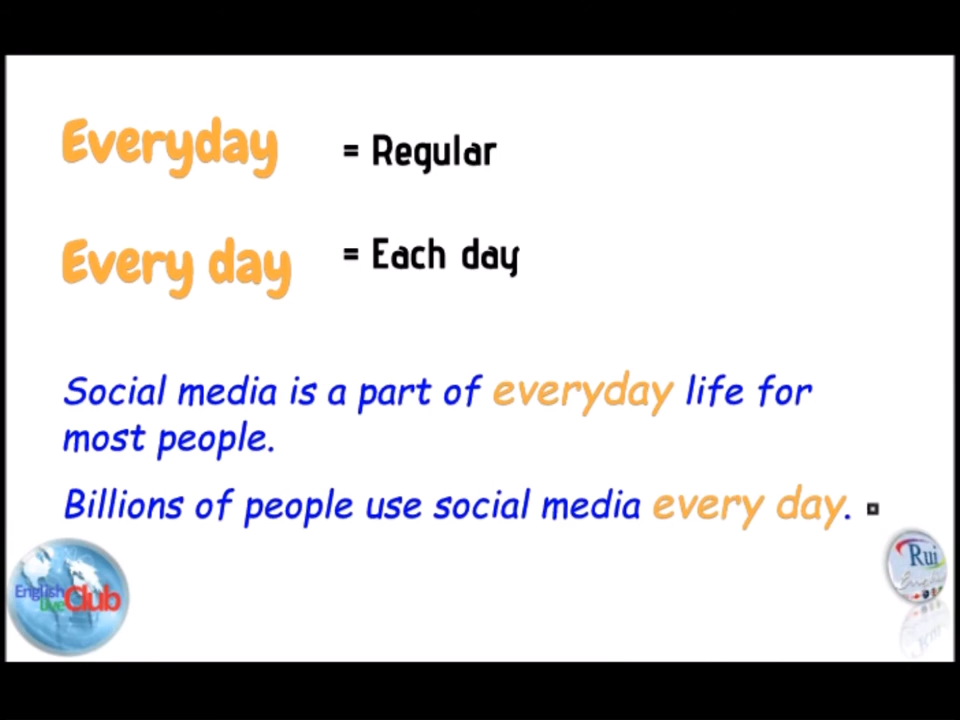 Everyday = Regular
Every day = Each day
Social media is a part of everyday life for
most people.
Billions of people use social media every day.
English
Live Club
Rui